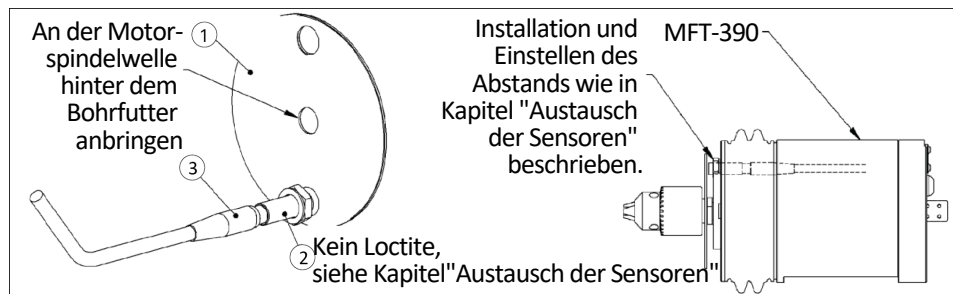 An der Motor-
spindelwelle
hinter dem
Bohrfutter
anbringen
1
3
2
Kein Loctite,
siehe Kapitel"Austausch der Sensoren"
Installation und
Einstellen des
Abstands wie in
Kapitel "Austausch
der Sensoren"
beschrieben.
MFT-390